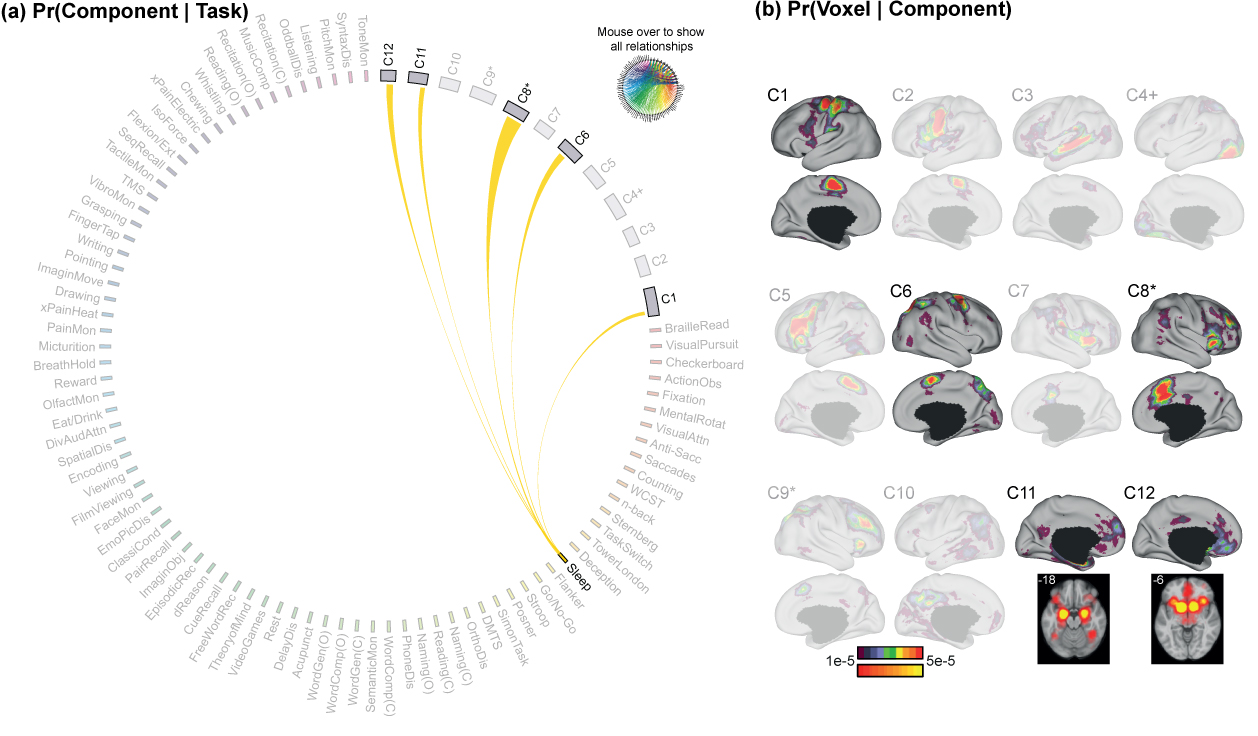 (a) Pr(Component | Task)
Mouse over to show
all relationships
C12
C11
C10
C9*
C8*
C7
C6
C5
C4+
C3
C2
C1
BrailleRead
VisualPursuit
Checkerboard
ActionObs
Fixation
MentalRotat
VisualAttn
Anti-Sacc
Saccades
Counting
WCST
n-back
Sternberg
TaskSwitch
TowerLondon
Deception
Sleep
Flanker
Go/No-Go
Stroop
Posner
SimonTask
DMTS
OrthoDis
Naming(C)
Reading(C)
Naming(O)
PhoneDis
WordComp(C)
SemanticMon
WordGen(C)
WordComp(O)
WordGen(O)
Acupunct
DelayDis
Rest
VideoGames
TheoryofMind
FreeWordRec
CueRecall
dReason
EpisodicRec
ImaginObj
PairRecall
ClassiCond
EmoPicDis
FaceMon
FilmViewing
Viewing
Encoding
SpatialDis
DivAudAttn
Eat/Drink
OlfactMon
Reward
BreathHold
Micturition
PainMon
xPainHeat
Drawing
ImaginMove
Pointing
Writing
FingerTap
Grasping
VibroMon
TMS
TactileMon
SeqRecall
Flexion/Ext
IsoForce
xPainElectric
Chewing
Whistling
Reading(O)
Recitation(O)
MusicComp
Recitation(C)
OddballDis
Listening
PitchMon
SyntaxDis
ToneMon
(b) Pr(Voxel | Component)
C1 C2 C3 C4+
C5 C6 C7 C8*
C9* C10 C11 C12
-18 -6
1e-5 5e-5